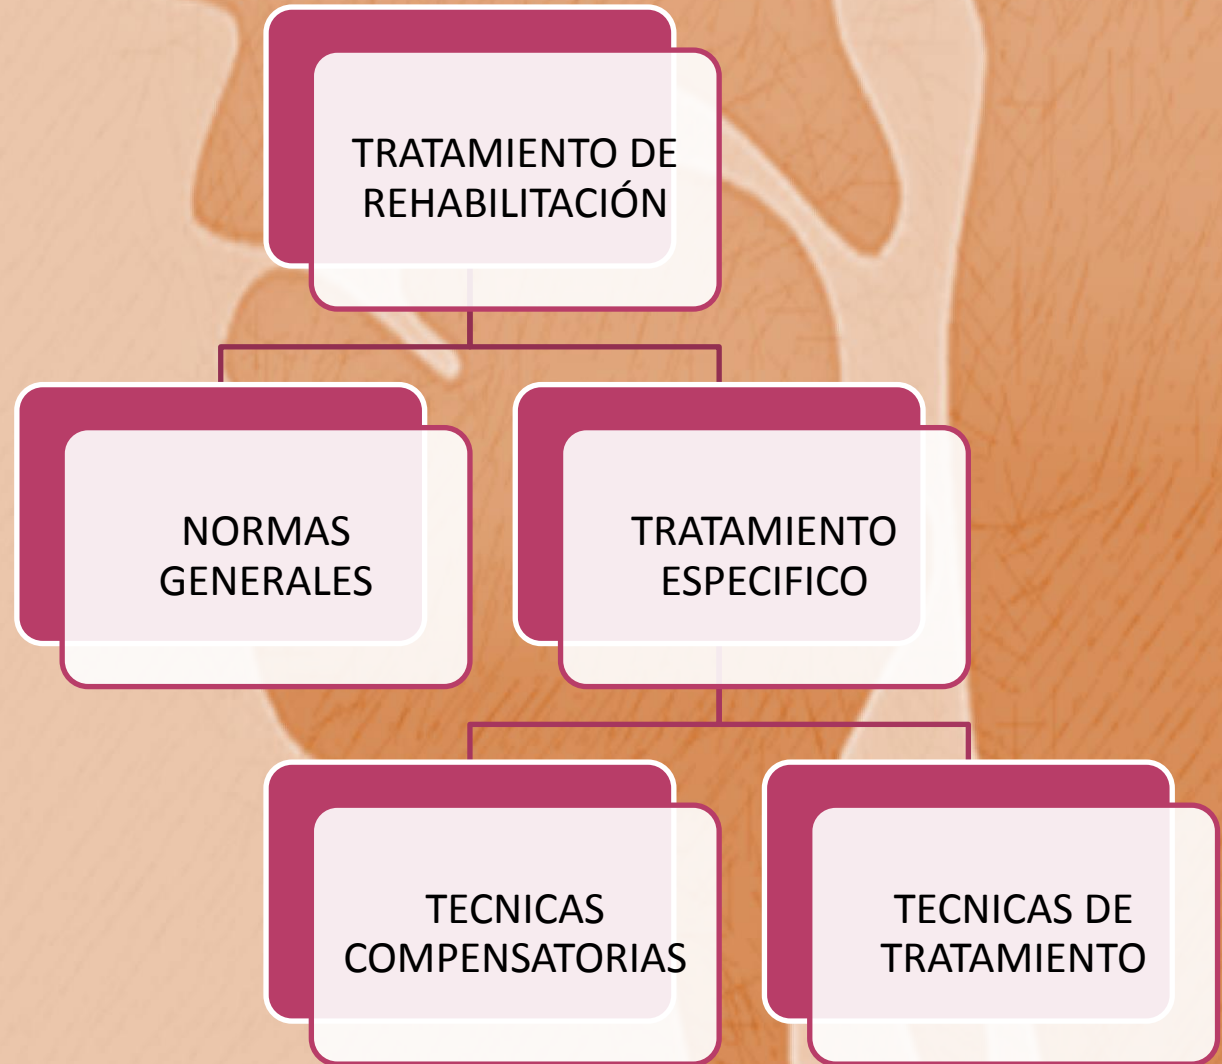 TRATAMIENTO DE
REHABILITACIÓN
NORMAS
GENERALES
TRATAMIENTO
ESPECIFICO
TECNICAS
COMPENSATORIAS
TECNICAS DE
TRATAMIENTO